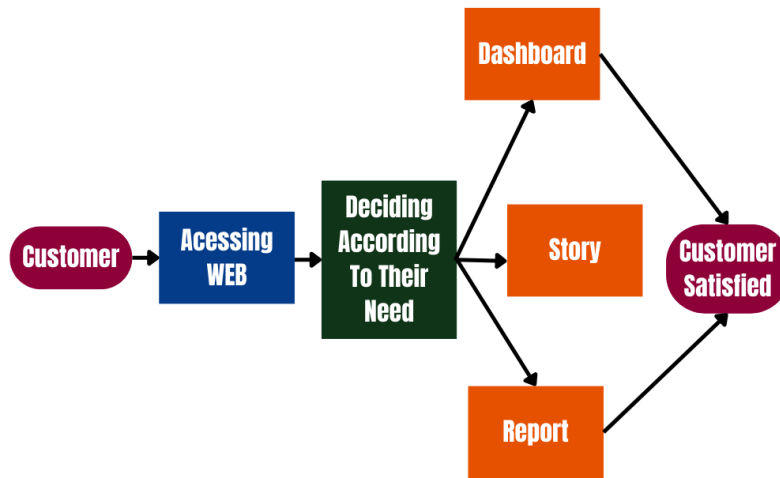 Customer
Acessing
WEB
Deciding
According
To Their
Need
Dashboard
Story
Report
Customer
Satisfied